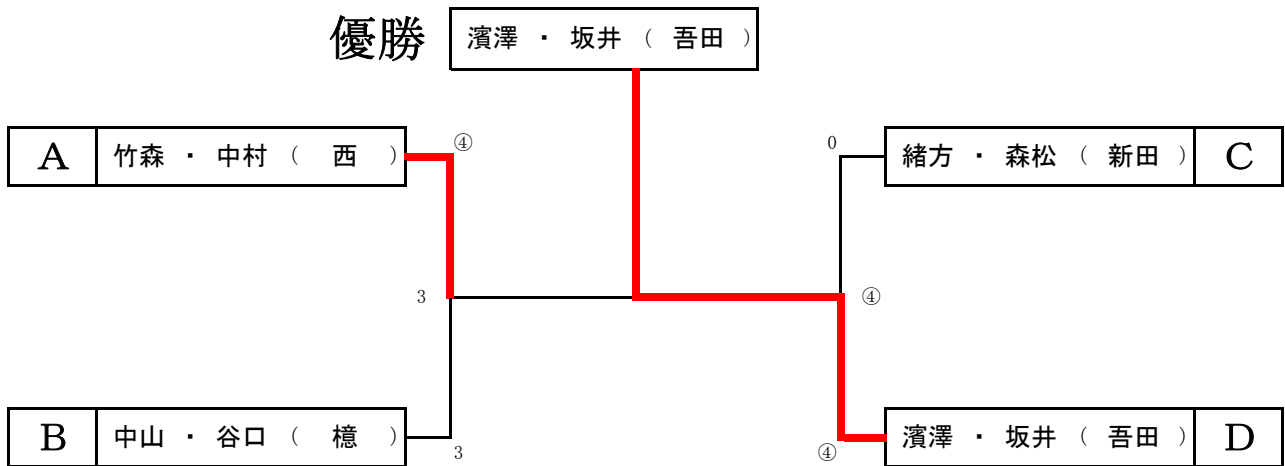 優勝 濱澤 ・ 坂井 ( 吾田 )
④ 0
A 竹森 ・ 中村 ( 西 )
緒方 ・ 森松 ( 新田 ) C
3 ④
B 中山 ・ 谷口 ( 檍 )
濱澤 ・ 坂井 ( 吾田 ) D
3 ④